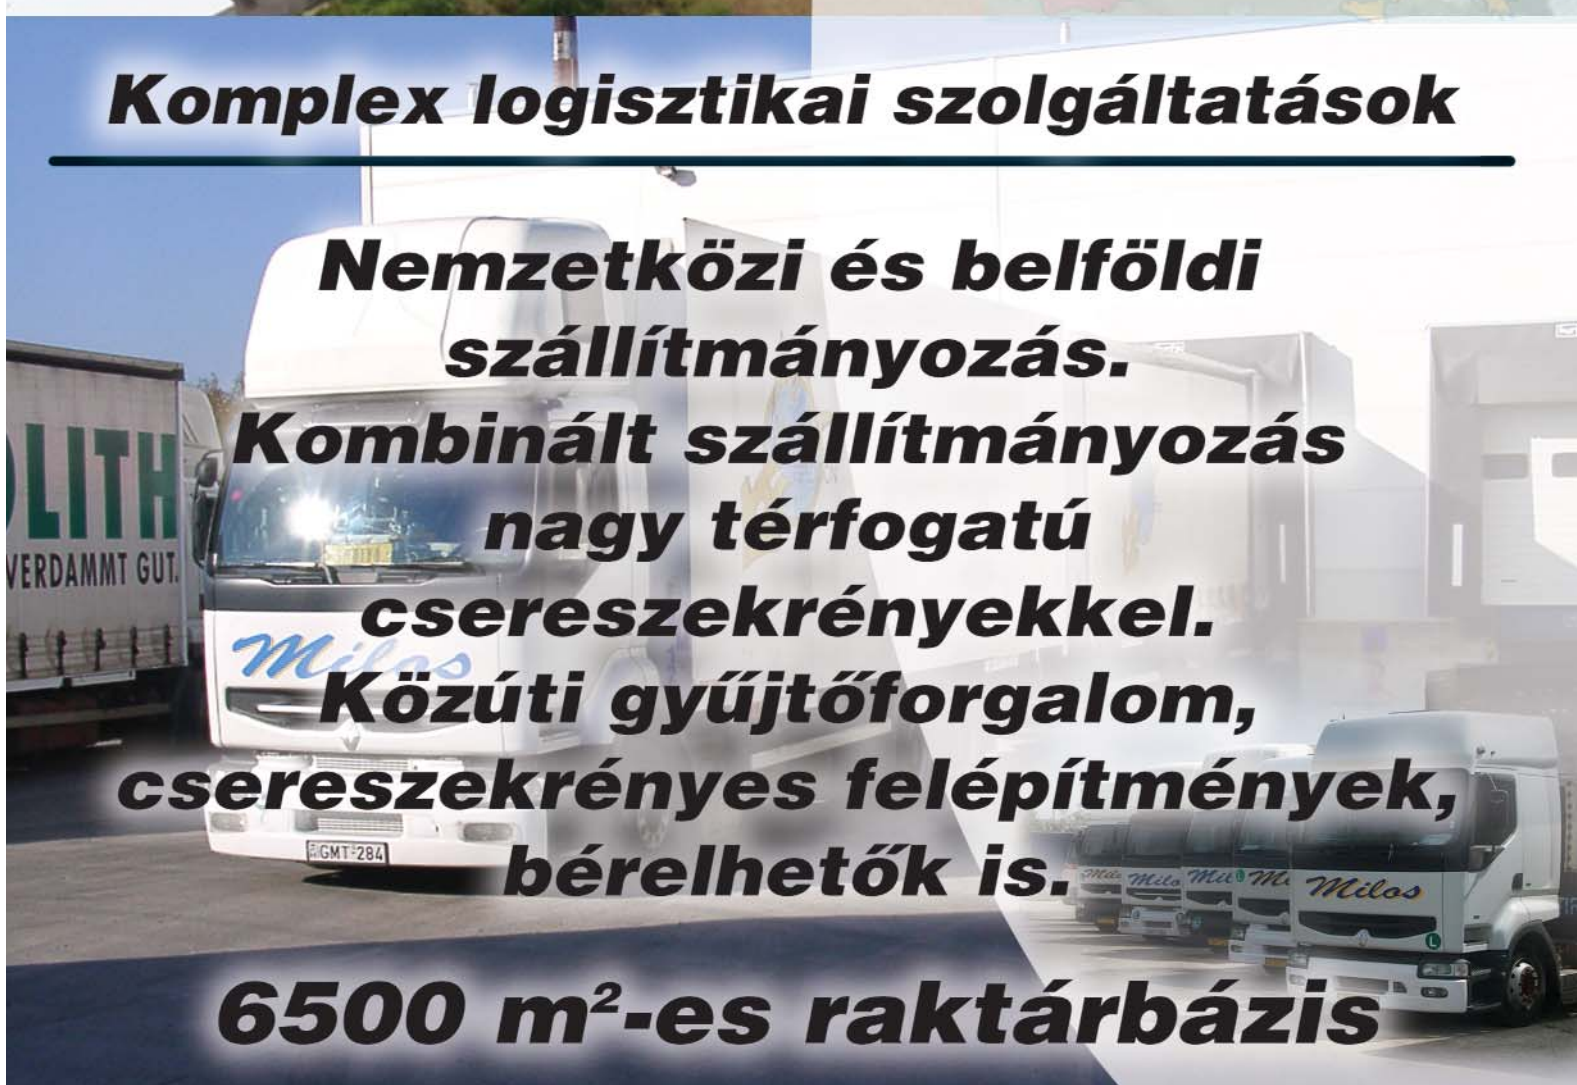 Komplex logisztikai szolgáltatások
Nemzetközi és belföldi
szállítmányozás.
Kombinált szállítmányozás
nagy térfogatú
csereszekrényekkel.
Közúti gyűjtőforgalom,
csereszekrényes felépítmények,
bérelhetők is.
6500 m²-es raktárbázis
LITH
VERDAMMT GUT.
Milos
GMT-284
Milos